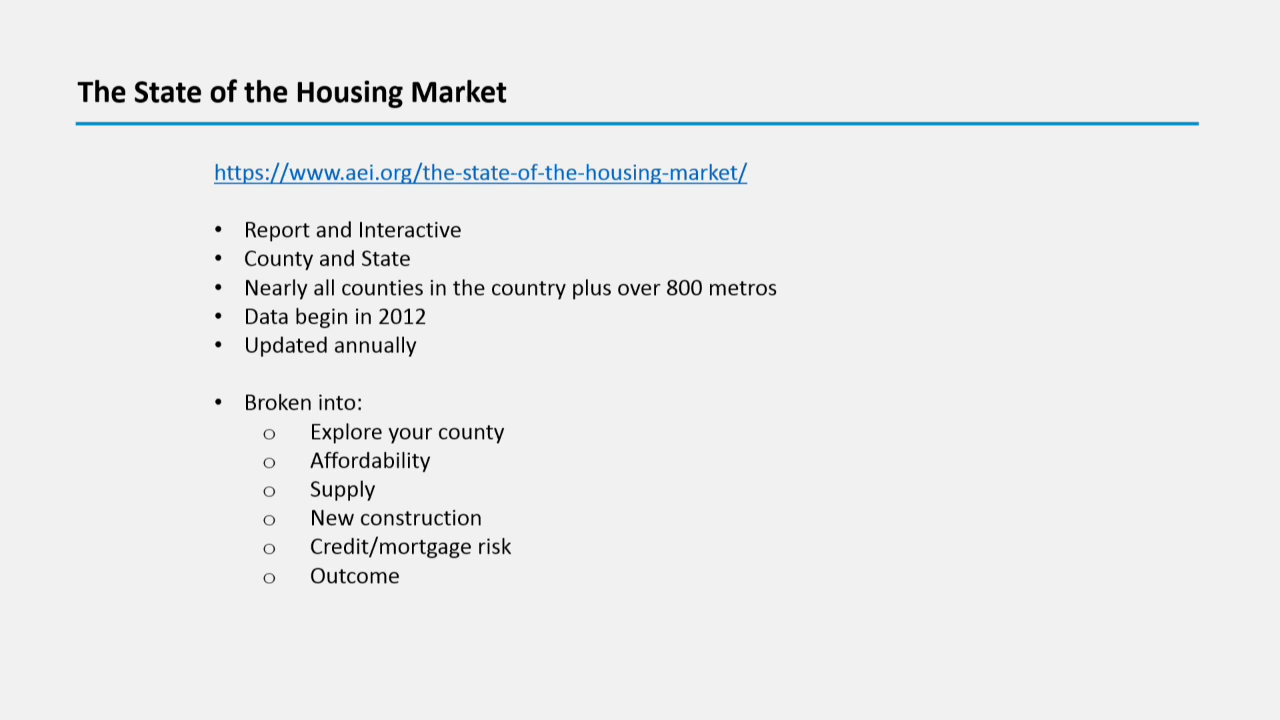 The State of the Housing Market
https://www.aei.org/the-state-of-the-housing-market/
• Report and Interactive
• County and State
• Nearly all counties in the country plus over 800 metros
• Data begin in 2012
• Updated annually
• Broken into:
o Explore your county
o Affordability
o Supply
o New construction
o Credit/mortgage risk
o Outcome